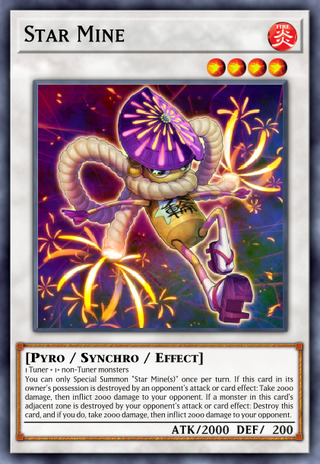 Star Mine
FIRE
炎
[Pyro / Synchro / Effect]
1 Tuner + 1+ non-Tuner monsters
You can only Special Summon "Star Mine(s)" once per turn. If this card in its
owner's possession is destroyed by an opponent's attack or card effect: Take 2000
damage, then inflict 2000 damage to your opponent. If a monster in this card's
adjacent zone is destroyed by your opponent's attack or card effect: Destroy this
card, and if you do, take 2000 damage, then inflict 2000 damage to your opponent.
ATK/2000 DEF/ 200